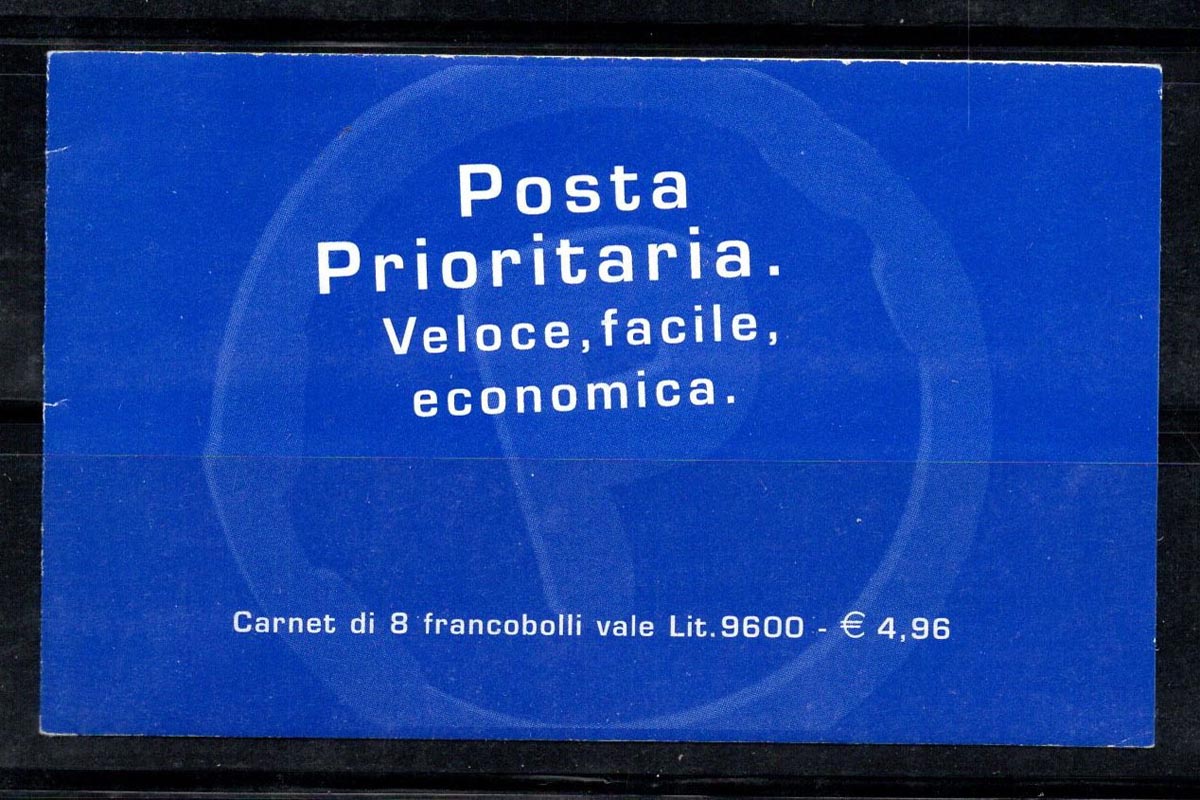 Posta
Prioritaria.
Veloce, facile,
economica.
Carnet di 8 francobolli vale Lit.9600 - € 4,96